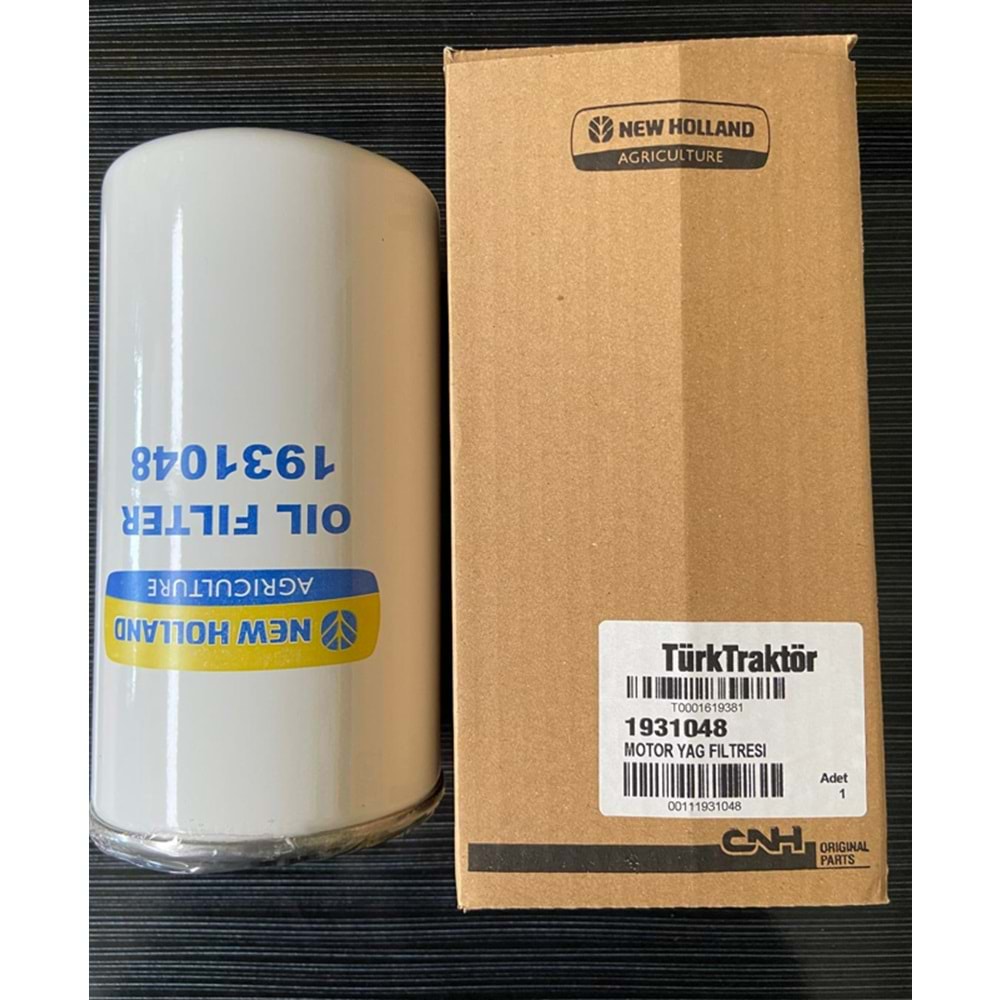 1931048
OIL FILTER
AGRICULTURE
NEW HOLLAND
NEW HOLLAND
AGRICULTURE
TürkTraktör
T0001619381
1931048
MOTOR YAG FILTRESI
Adet
1
00111931048
CNH
ORIGINAL
PARTS